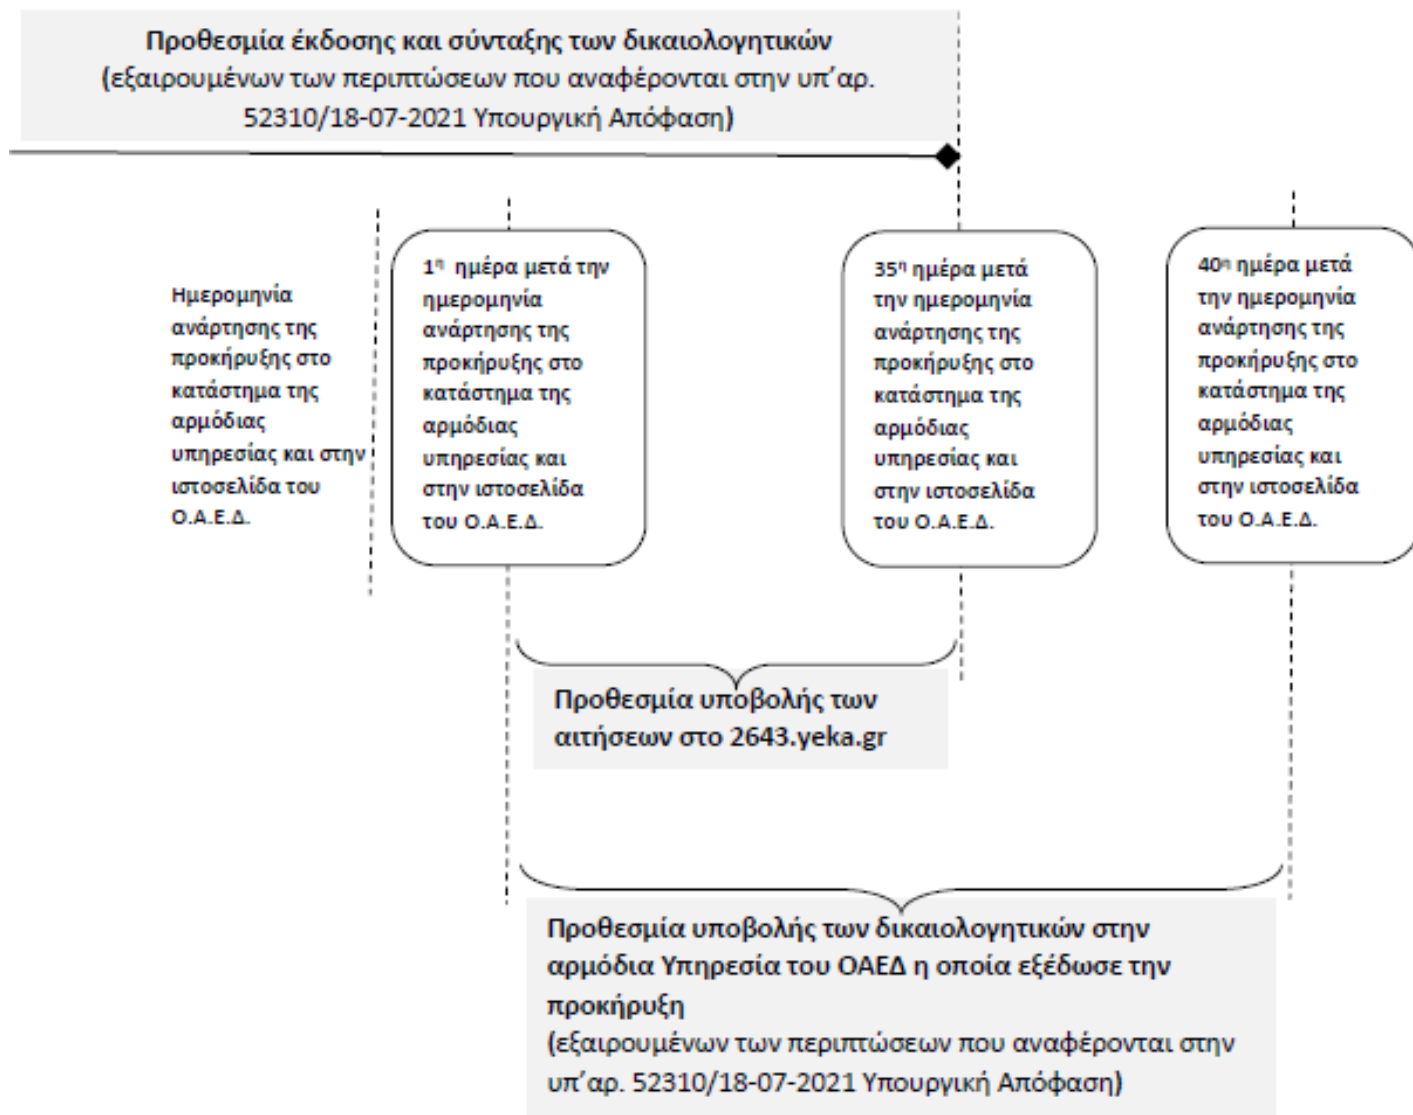 Προθεσμία έκδοσης και σύνταξης των δικαιολογητικών
(εξαιρουμένων των περιπτώσεων που αναφέρονται στην υπ’αρ.
52310/18-07-2021 Υπουργική Απόφαση)
Ημερομηνία
ανάρτησης της
προκήρυξης στο
κατάστημα της
αρμόδιας
υπηρεσίας και στην
ιστοσελίδα του
Ο.Α.Ε.Δ.
1η ημέρα μετά την
ημερομηνία
ανάρτησης της
προκήρυξης στο
κατάστημα της
αρμόδιας
υπηρεσίας και
στην ιστοσελίδα
του Ο.Α.Ε.Δ.
35η ημέρα μετά
την ημερομηνία
ανάρτησης της
προκήρυξης στο
κατάστημα της
αρμόδιας
υπηρεσίας και
στην ιστοσελίδα
του Ο.Α.Ε.Δ.
40η ημέρα μετά
την ημερομηνία
ανάρτησης της
προκήρυξης στο
κατάστημα της
αρμόδιας
υπηρεσίας και
στην ιστοσελίδα
του Ο.Α.Ε.Δ.
Προθεσμία υποβολής των
αιτήσεων στο 2643.yeka.gr
Προθεσμία υποβολής των δικαιολογητικών στην
αρμόδια Υπηρεσία του ΟΑΕΔ η οποία εξέδωσε την
προκήρυξη
(εξαιρουμένων των περιπτώσεων που αναφέρονται στην
υπ’αρ. 52310/18-07-2021 Υπουργική Απόφαση)